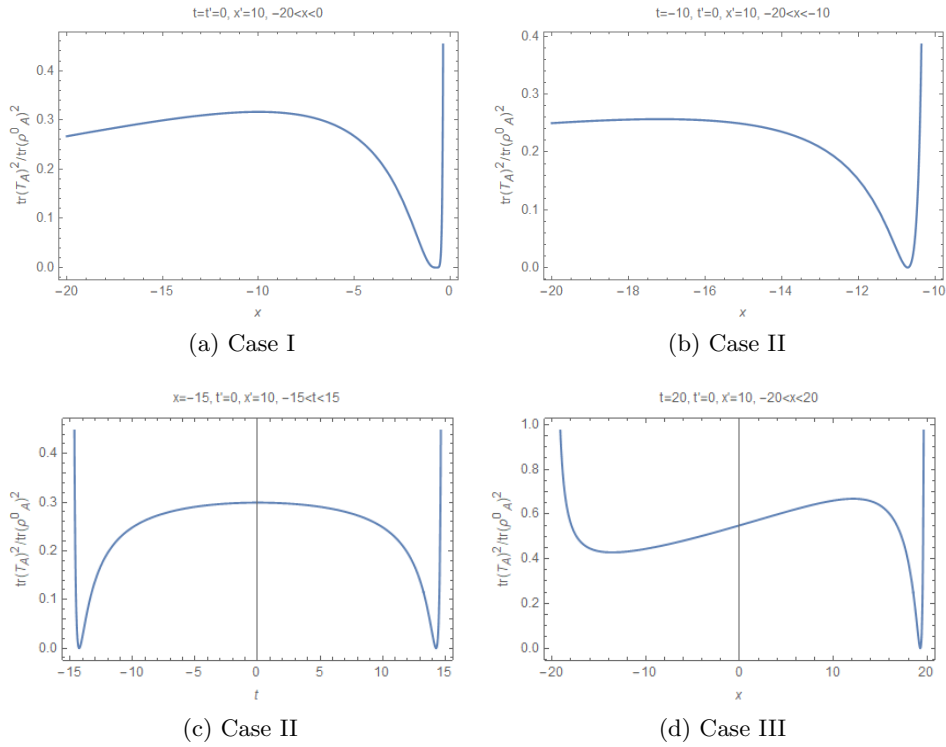 t=t'=0, x'=10, −20<x<0
tr(T_A)^2/tr(ρ^0_A)^2
0.4
0.3
0.2
0.1
0.0
−20 −15 −10 −5 0
x
(a) Case I
t=−10, t'=0, x'=10, −20<x<−10
tr(T_A)^2/tr(ρ^0_A)^2
0.4
0.3
0.2
0.1
0.0
−20 −18 −16 −14 −12 −10
x
(b) Case II
x=−15, t'=0, x'=10, −15<t<15
tr(T_A)^2/tr(ρ^0_A)^2
0.4
0.3
0.2
0.1
0.0
−15 −10 −5 0 5 10 15
t
(c) Case II
t=20, t'=0, x'=10, −20<x<20
tr(T_A)^2/tr(ρ^0_A)^2
1.0
0.8
0.6
0.4
0.2
0.0
−20 −10 0 10 20
x
(d) Case III